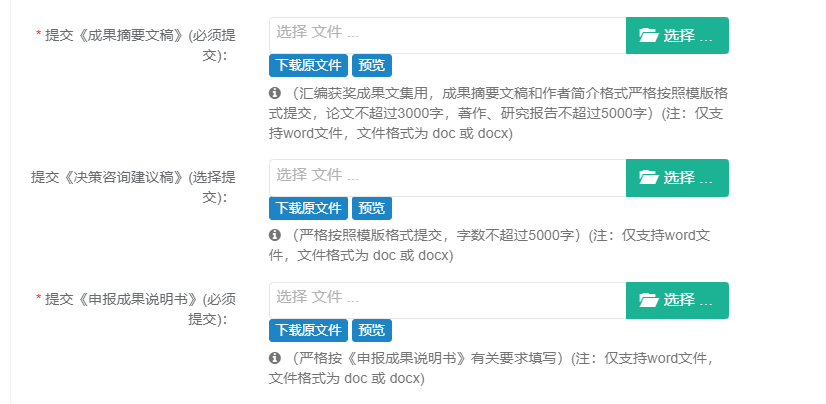 * 提交《成果摘要文稿》(必须提
交)：
选择 文件 ...
选择 ...
下载原文件 预览
（汇编获奖成果文集用，成果摘要文稿和作者简介格式严格按照模版格
式提交，论文不超过3000字，著作、研究报告不超过5000字）(注：仅支
持word文件，文件格式为 doc 或 docx)
提交《决策咨询建议稿》(选择提
交)：
选择 文件 ...
选择 ...
下载原文件 预览
（严格按照模版格式提交，字数不超过5000字）(注：仅支持word文
件，文件格式为 doc 或 docx)
* 提交《申报成果说明书》(必须
提交)：
选择 文件 ...
选择 ...
下载原文件 预览
（严格按《申报成果说明书》有关要求填写）(注：仅支持word文件，
文件格式为 doc 或 docx)